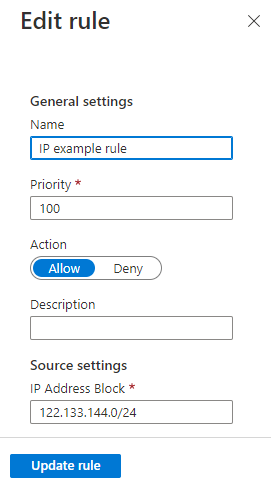 Edit rule
General settings
Name
IP example rule
Priority *
100
Action
Allow Deny
Description
Source settings
IP Address Block *
122.133.144.0/24
Update rule